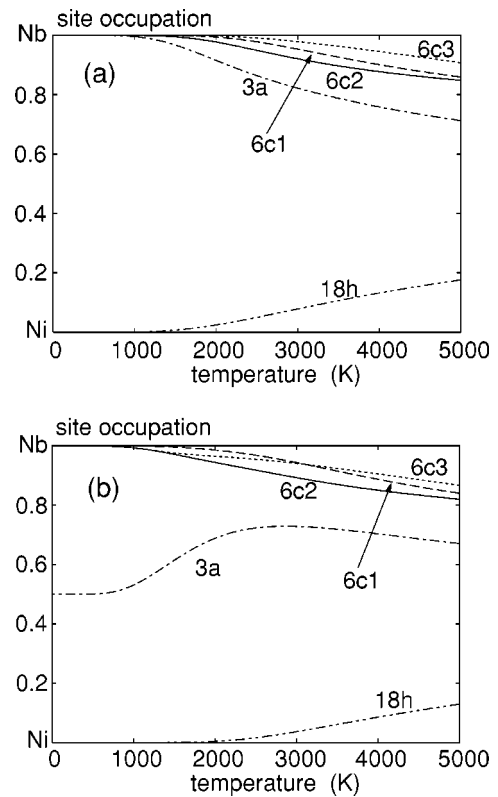 site occupation
Nb
(a)
6c3
3a
6c2
0.8
6c1
0.6
0.4
0.2
18h
Ni
0 1000 2000 3000 4000 5000
temperature (K)
site occupation
Nb
(b)
6c3
6c2
0.8
3a
6c1
0.6
0.4
0.2
18h
Ni
0 1000 2000 3000 4000 5000
temperature (K)